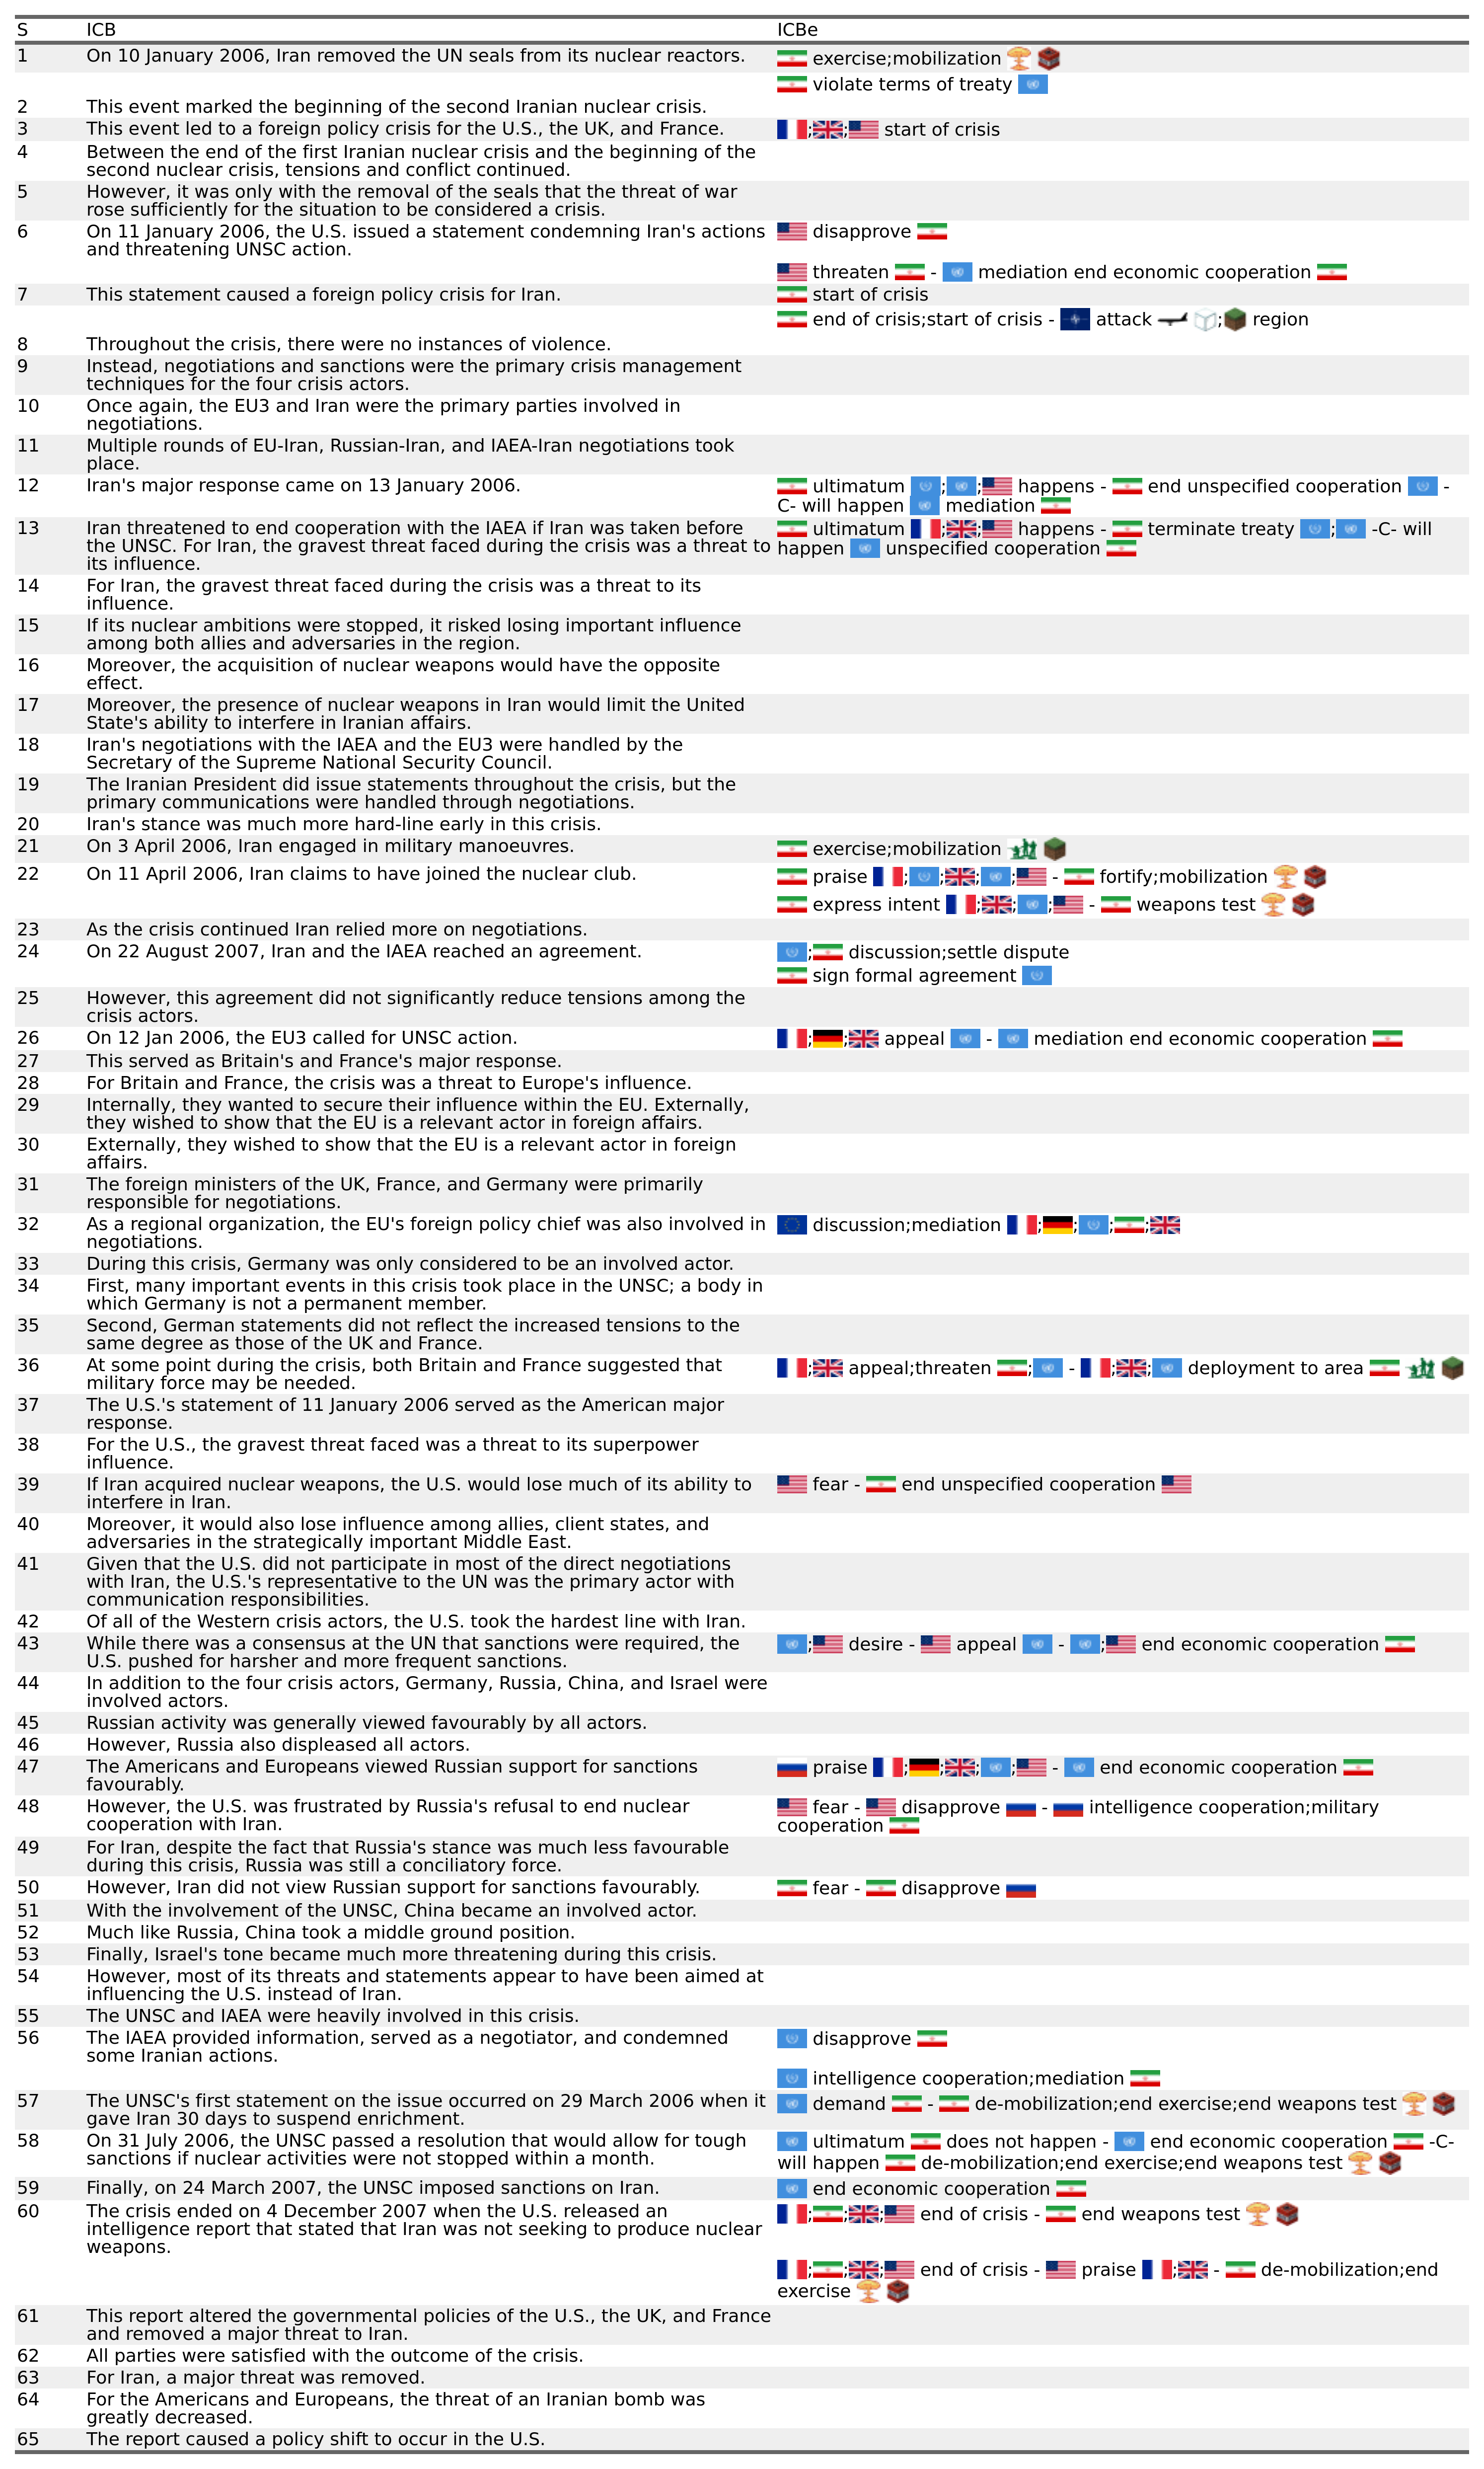 S ICB ICBe
1 On 10 January 2006, Iran removed the UN seals from its nuclear reactors. exercise;mobilization
violate terms of treaty
2 This event marked the beginning of the second Iranian nuclear crisis.
3 This event led to a foreign policy crisis for the U.S., the UK, and France. ;; start of crisis
4 Between the end of the first Iranian nuclear crisis and the beginning of the
second nuclear crisis, tensions and conflict continued.
5 However, it was only with the removal of the seals that the threat of war
rose sufficiently for the situation to be considered a crisis.
6 On 11 January 2006, the U.S. issued a statement condemning Iran's actions disapprove
and threatening UNSC action.
threaten - mediation end economic cooperation
7 This statement caused a foreign policy crisis for Iran. start of crisis
end of crisis;start of crisis - attack ; region
8 Throughout the crisis, there were no instances of violence.
9 Instead, negotiations and sanctions were the primary crisis management
techniques for the four crisis actors.
10 Once again, the EU3 and Iran were the primary parties involved in
negotiations.
11 Multiple rounds of EU-Iran, Russian-Iran, and IAEA-Iran negotiations took
place.
12 Iran's major response came on 13 January 2006. ultimatum ;; happens - end unspecified cooperation -
C- will happen mediation
13 Iran threatened to end cooperation with the IAEA if Iran was taken before ultimatum ;; happens - terminate treaty ; -C- will
the UNSC. For Iran, the gravest threat faced during the crisis was a threat to happen unspecified cooperation
its influence.
14 For Iran, the gravest threat faced during the crisis was a threat to its
influence.
15 If its nuclear ambitions were stopped, it risked losing important influence
among both allies and adversaries in the region.
16 Moreover, the acquisition of nuclear weapons would have the opposite
effect.
17 Moreover, the presence of nuclear weapons in Iran would limit the United
State's ability to interfere in Iranian affairs.
18 Iran's negotiations with the IAEA and the EU3 were handled by the
Secretary of the Supreme National Security Council.
19 The Iranian President did issue statements throughout the crisis, but the
primary communications were handled through negotiations.
20 Iran's stance was much more hard-line early in this crisis.
21 On 3 April 2006, Iran engaged in military manoeuvres. exercise;mobilization
22 On 11 April 2006, Iran claims to have joined the nuclear club. praise ;;;; - fortify;mobilization
express intent ;;; - weapons test
23 As the crisis continued Iran relied more on negotiations.
24 On 22 August 2007, Iran and the IAEA reached an agreement. ; discussion;settle dispute
sign formal agreement
25 However, this agreement did not significantly reduce tensions among the
crisis actors.
26 On 12 Jan 2006, the EU3 called for UNSC action. ;; appeal - mediation end economic cooperation
27 This served as Britain's and France's major response.
28 For Britain and France, the crisis was a threat to Europe's influence.
29 Internally, they wanted to secure their influence within the EU. Externally,
they wished to show that the EU is a relevant actor in foreign affairs.
30 Externally, they wished to show that the EU is a relevant actor in foreign
affairs.
31 The foreign ministers of the UK, France, and Germany were primarily
responsible for negotiations.
32 As a regional organization, the EU's foreign policy chief was also involved in discussion;mediation ;;;;
negotiations.
33 During this crisis, Germany was only considered to be an involved actor.
34 First, many important events in this crisis took place in the UNSC; a body in
which Germany is not a permanent member.
35 Second, German statements did not reflect the increased tensions to the
same degree as those of the UK and France.
36 At some point during the crisis, both Britain and France suggested that ; appeal;threaten ; - ;; deployment to area
military force may be needed.
37 The U.S.'s statement of 11 January 2006 served as the American major
response.
38 For the U.S., the gravest threat faced was a threat to its superpower
influence.
39 If Iran acquired nuclear weapons, the U.S. would lose much of its ability to fear - end unspecified cooperation
interfere in Iran.
40 Moreover, it would also lose influence among allies, client states, and
adversaries in the strategically important Middle East.
41 Given that the U.S. did not participate in most of the direct negotiations
with Iran, the U.S.'s representative to the UN was the primary actor with
communication responsibilities.
42 Of all of the Western crisis actors, the U.S. took the hardest line with Iran.
43 While there was a consensus at the UN that sanctions were required, the ; desire - appeal - ; end economic cooperation
U.S. pushed for harsher and more frequent sanctions.
44 In addition to the four crisis actors, Germany, Russia, China, and Israel were
involved actors.
45 Russian activity was generally viewed favourably by all actors.
46 However, Russia also displeased all actors.
47 The Americans and Europeans viewed Russian support for sanctions praise ;;;; - end economic cooperation
favourably.
48 However, the U.S. was frustrated by Russia's refusal to end nuclear fear - disapprove - intelligence cooperation;military
cooperation with Iran. cooperation
49 For Iran, despite the fact that Russia's stance was much less favourable
during this crisis, Russia was still a conciliatory force.
50 However, Iran did not view Russian support for sanctions favourably. fear - disapprove
51 With the involvement of the UNSC, China became an involved actor.
52 Much like Russia, China took a middle ground position.
53 Finally, Israel's tone became much more threatening during this crisis.
54 However, most of its threats and statements appear to have been aimed at
influencing the U.S. instead of Iran.
55 The UNSC and IAEA were heavily involved in this crisis.
56 The IAEA provided information, served as a negotiator, and condemned disapprove
some Iranian actions.
intelligence cooperation;mediation
57 The UNSC's first statement on the issue occurred on 29 March 2006 when it demand - de-mobilization;end exercise;end weapons test
gave Iran 30 days to suspend enrichment.
58 On 31 July 2006, the UNSC passed a resolution that would allow for tough ultimatum does not happen - end economic cooperation -C-
sanctions if nuclear activities were not stopped within a month. will happen de-mobilization;end exercise;end weapons test
59 Finally, on 24 March 2007, the UNSC imposed sanctions on Iran. end economic cooperation
60 The crisis ended on 4 December 2007 when the U.S. released an ;;; end of crisis - end weapons test
intelligence report that stated that Iran was not seeking to produce nuclear
weapons.
;;; end of crisis - praise ; - de-mobilization;end
exercise
61 This report altered the governmental policies of the U.S., the UK, and France
and removed a major threat to Iran.
62 All parties were satisfied with the outcome of the crisis.
63 For Iran, a major threat was removed.
64 For the Americans and Europeans, the threat of an Iranian bomb was
greatly decreased.
65 The report caused a policy shift to occur in the U.S.